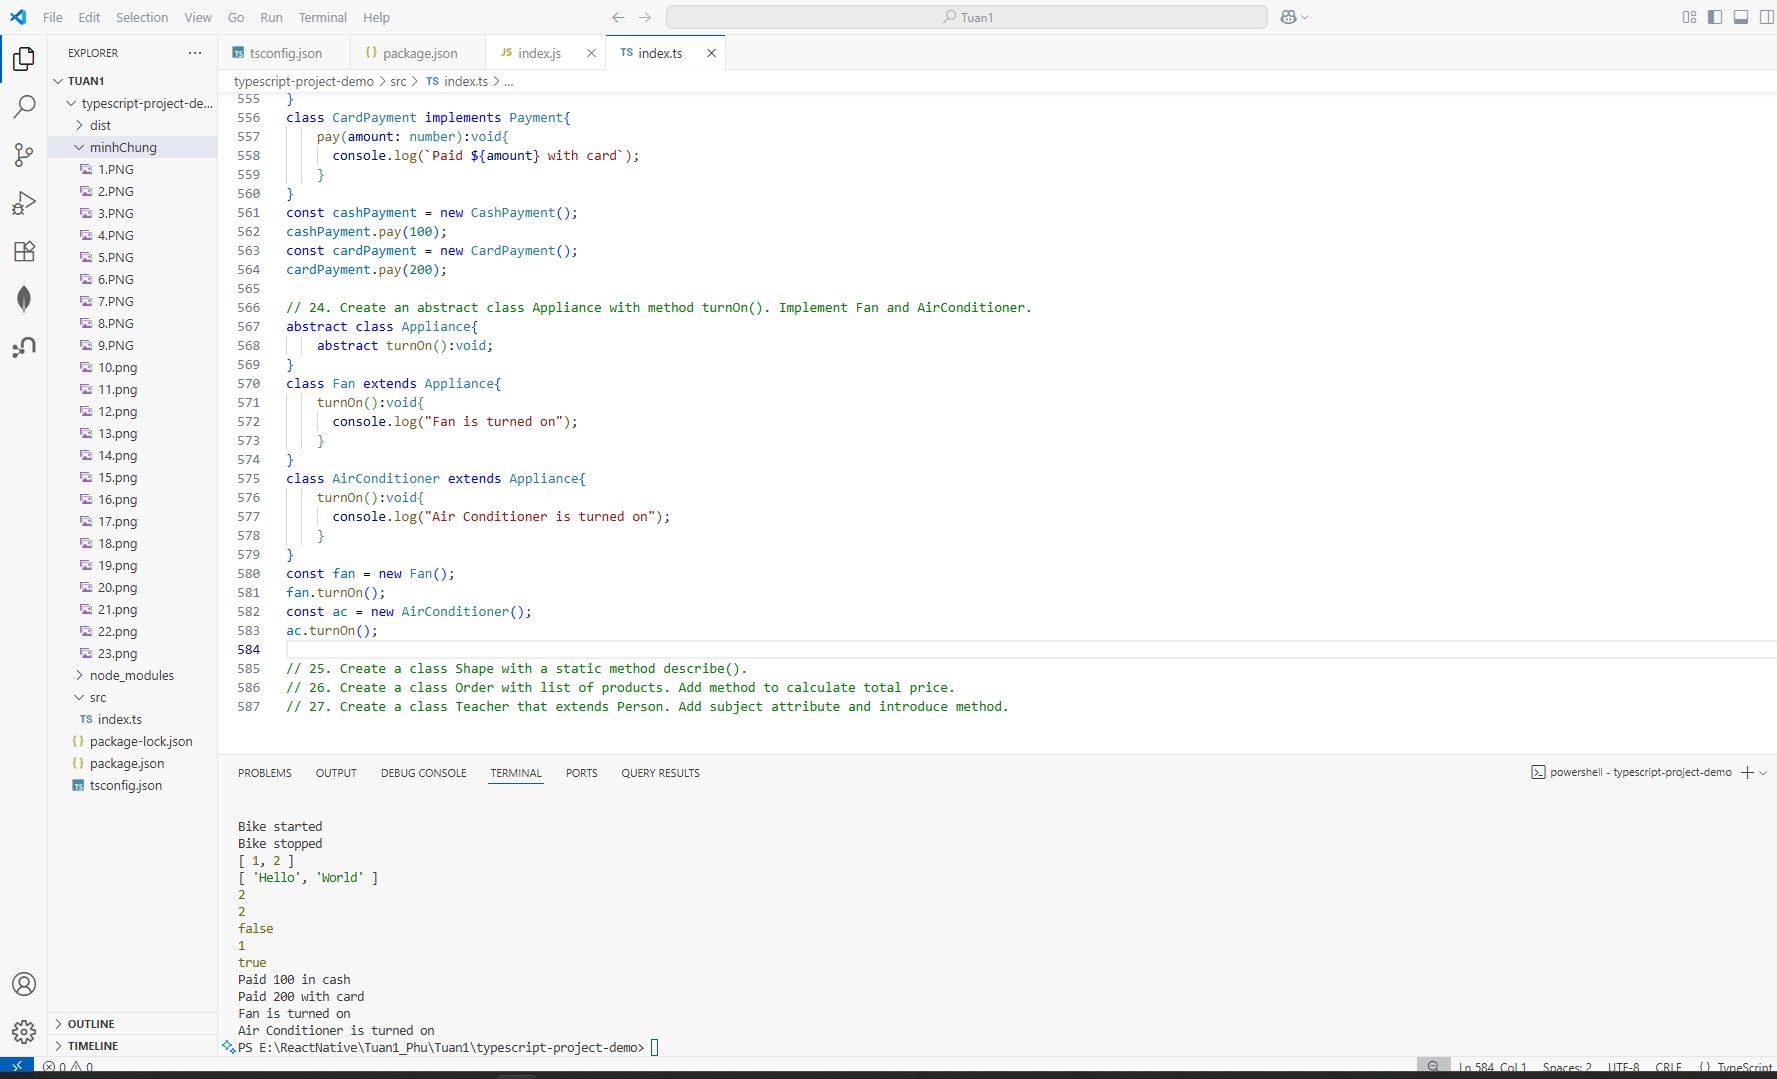 File Edit Selection View Go Run Terminal Help
Tuan1
EXPLORER
TUAN1
typescript-project-de...
dist
minhChung
1.PNG
2.PNG
3.PNG
4.PNG
5.PNG
6.PNG
7.PNG
8.PNG
9.PNG
10.png
11.png
12.png
13.png
14.png
15.png
16.png
17.png
18.png
19.png
20.png
21.png
22.png
23.png
node_modules
src
TS index.ts
{} package-lock.json
{} package.json
TS tsconfig.json
OUTLINE
TIMELINE
TS tsconfig.json {} package.json JS index.js TS index.ts
typescript-project-demo > src > TS index.ts > ...
555 }
556 class CardPayment implements Payment{
557 pay(amount: number):void{
558 console.log(`Paid ${amount} with card`);
559 }
560 }
561 const cashPayment = new CashPayment();
562 cashPayment.pay(100);
563 const cardPayment = new CardPayment();
564 cardPayment.pay(200);
565
566 // 24. Create an abstract class Appliance with method turnOn(). Implement Fan and AirConditioner.
567 abstract class Appliance{
568 abstract turnOn():void;
569 }
570 class Fan extends Appliance{
571 turnOn():void{
572 console.log("Fan is turned on");
573 }
574 }
575 class AirConditioner extends Appliance{
576 turnOn():void{
577 console.log("Air Conditioner is turned on");
578 }
579 }
580 const fan = new Fan();
581 fan.turnOn();
582 const ac = new AirConditioner();
583 ac.turnOn();
584
585 // 25. Create a class Shape with a static method describe().
586 // 26. Create a class Order with list of products. Add method to calculate total price.
587 // 27. Create a class Teacher that extends Person. Add subject attribute and introduce method.
PROBLEMS OUTPUT DEBUG CONSOLE TERMINAL PORTS QUERY RESULTS
powershell - typescript-project-demo
Bike started
Bike stopped
[ 1, 2 ]
[ 'Hello', 'World' ]
2
2
false
1
true
Paid 100 in cash
Paid 200 with card
Fan is turned on
Air Conditioner is turned on
PS E:\ReactNative\Tuan1_Phu\Tuan1\typescript-project-demo>
0 0 Ln 584, Col 1 Spaces: 2 UTF-8 CRLF {} TypeScript